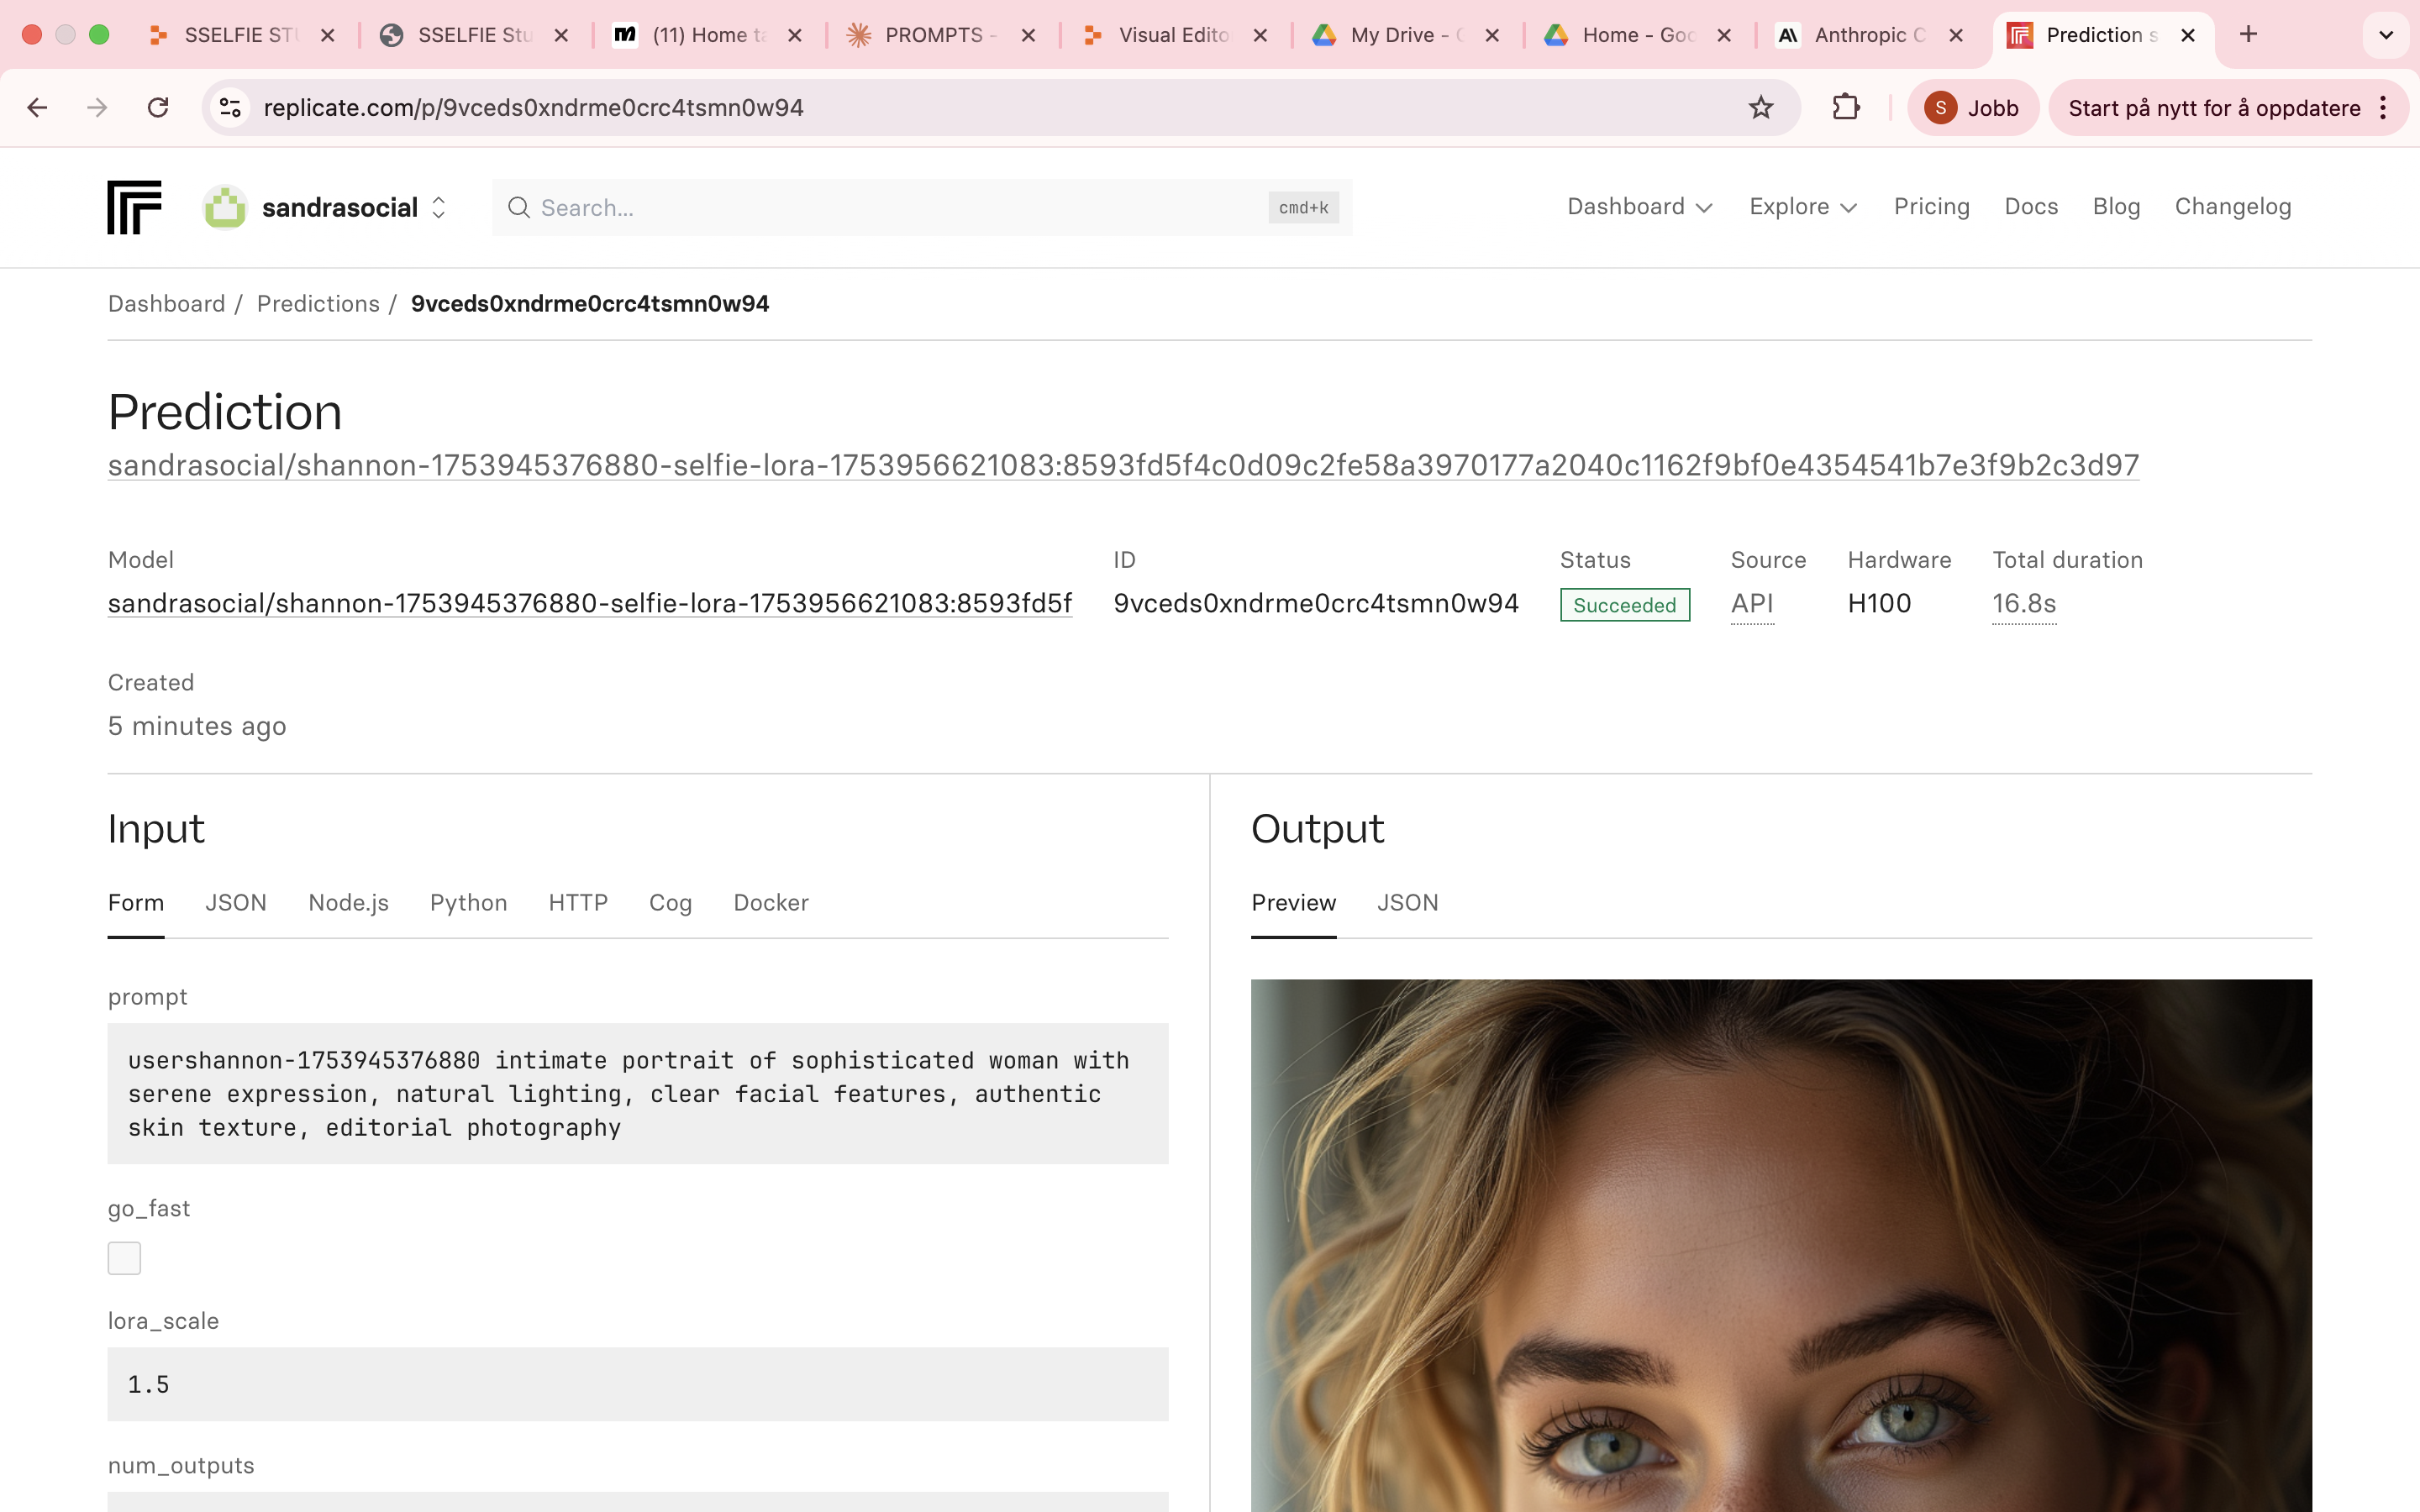 SSELFIE ST
SSELFIE Stu
(11) Home ta
PROMPTS -
Visual Edito
My Drive -
Home - Goo
Anthropic C
Prediction s
replicate.com/p/9vceds0xndrme0crc4tsmn0w94
S
Jobb
Start på nytt for å oppdatere
sandrasocial
Search...
cmd+k
Dashboard
Explore
Pricing
Docs
Blog
Changelog
Dashboard / Predictions / 9vceds0xndrme0crc4tsmn0w94
Prediction
sandrasocial/shannon-1753945376880-selfie-lora-1753956621083:8593fd5f4c0d09c2fe58a3970177a2040c1162f9bf0e4354541b7e3f9b2c3d97
Model
sandrasocial/shannon-1753945376880-selfie-lora-1753956621083:8593fd5f
ID
9vceds0xndrme0crc4tsmn0w94
Status
Succeeded
Source
API
Hardware
H100
Total duration
16.8s
Created
5 minutes ago
Input
Form
JSON
Node.js
Python
HTTP
Cog
Docker
prompt
usershannon-1753945376880 intimate portrait of sophisticated woman with
serene expression, natural lighting, clear facial features, authentic
skin texture, editorial photography
go_fast
lora_scale
1.5
num_outputs
Output
Preview
JSON